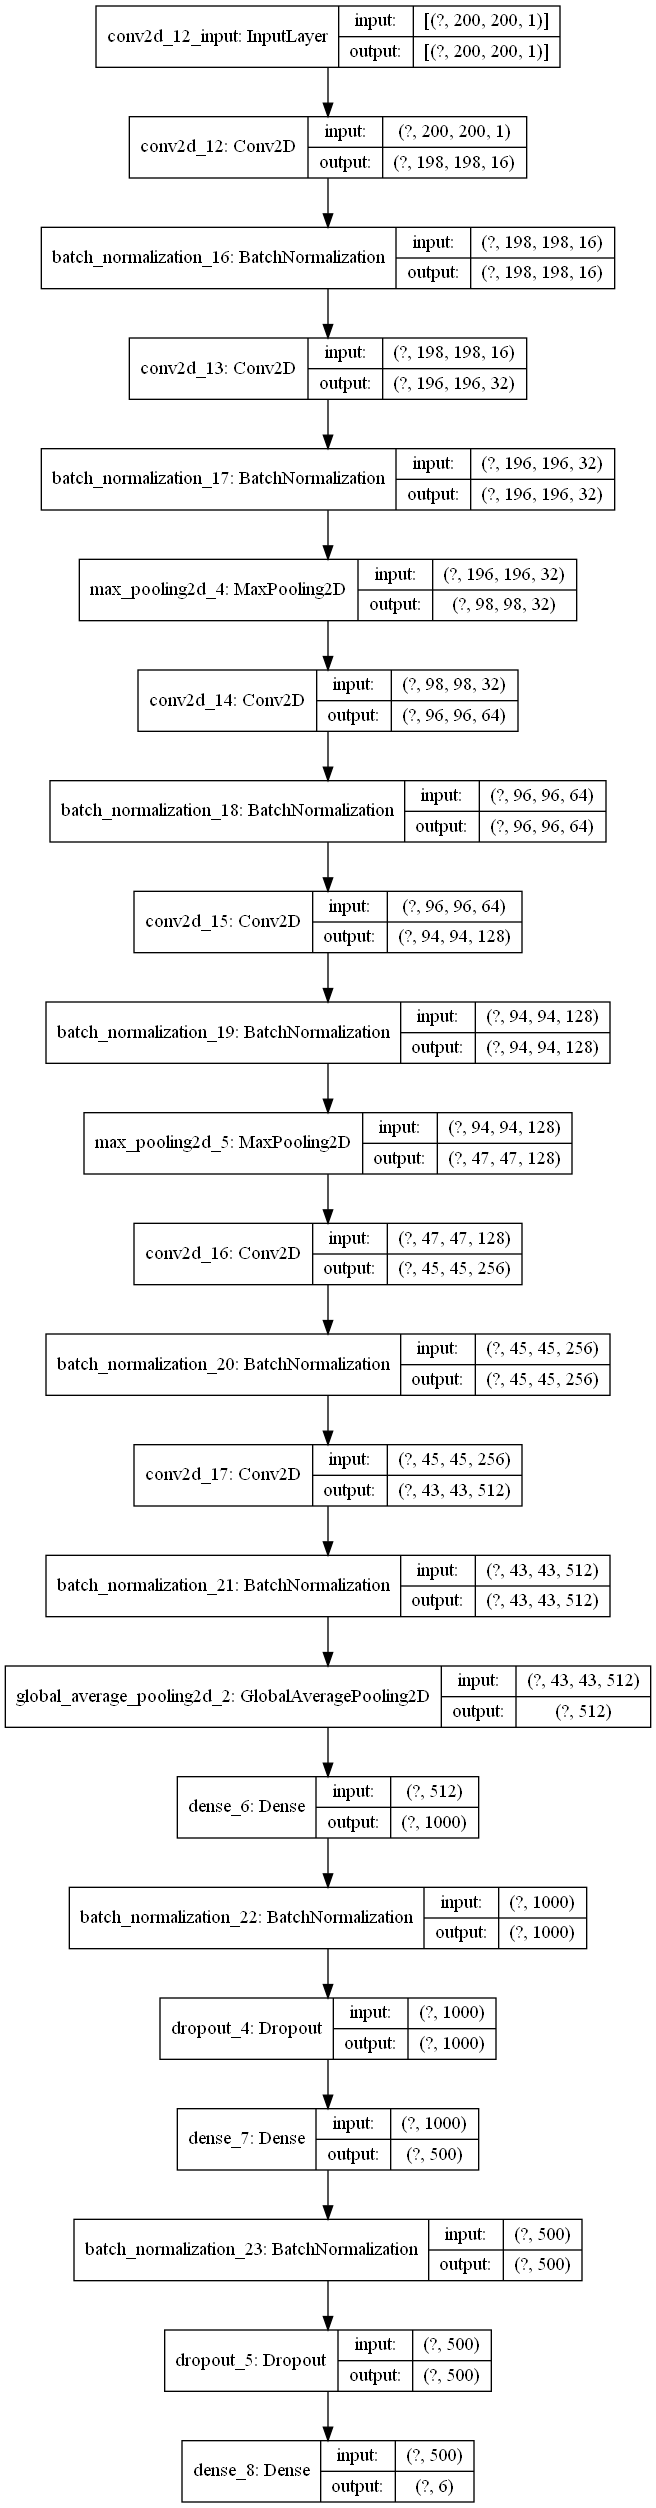 conv2d_12_input: InputLayer
input: [(?, 200, 200, 1)]
output: [(?, 200, 200, 1)]
conv2d_12: Conv2D
input: (?, 200, 200, 1)
output: (?, 198, 198, 16)
batch_normalization_16: BatchNormalization
input: (?, 198, 198, 16)
output: (?, 198, 198, 16)
conv2d_13: Conv2D
input: (?, 198, 198, 16)
output: (?, 196, 196, 32)
batch_normalization_17: BatchNormalization
input: (?, 196, 196, 32)
output: (?, 196, 196, 32)
max_pooling2d_4: MaxPooling2D
input: (?, 196, 196, 32)
output: (?, 98, 98, 32)
conv2d_14: Conv2D
input: (?, 98, 98, 32)
output: (?, 96, 96, 64)
batch_normalization_18: BatchNormalization
input: (?, 96, 96, 64)
output: (?, 96, 96, 64)
conv2d_15: Conv2D
input: (?, 96, 96, 64)
output: (?, 94, 94, 128)
batch_normalization_19: BatchNormalization
input: (?, 94, 94, 128)
output: (?, 94, 94, 128)
max_pooling2d_5: MaxPooling2D
input: (?, 94, 94, 128)
output: (?, 47, 47, 128)
conv2d_16: Conv2D
input: (?, 47, 47, 128)
output: (?, 45, 45, 256)
batch_normalization_20: BatchNormalization
input: (?, 45, 45, 256)
output: (?, 45, 45, 256)
conv2d_17: Conv2D
input: (?, 45, 45, 256)
output: (?, 43, 43, 512)
batch_normalization_21: BatchNormalization
input: (?, 43, 43, 512)
output: (?, 43, 43, 512)
global_average_pooling2d_2: GlobalAveragePooling2D
input: (?, 43, 43, 512)
output: (?, 512)
dense_6: Dense
input: (?, 512)
output: (?, 1000)
batch_normalization_22: BatchNormalization
input: (?, 1000)
output: (?, 1000)
dropout_4: Dropout
input: (?, 1000)
output: (?, 1000)
dense_7: Dense
input: (?, 1000)
output: (?, 500)
batch_normalization_23: BatchNormalization
input: (?, 500)
output: (?, 500)
dropout_5: Dropout
input: (?, 500)
output: (?, 500)
dense_8: Dense
input: (?, 500)
output: (?, 6)